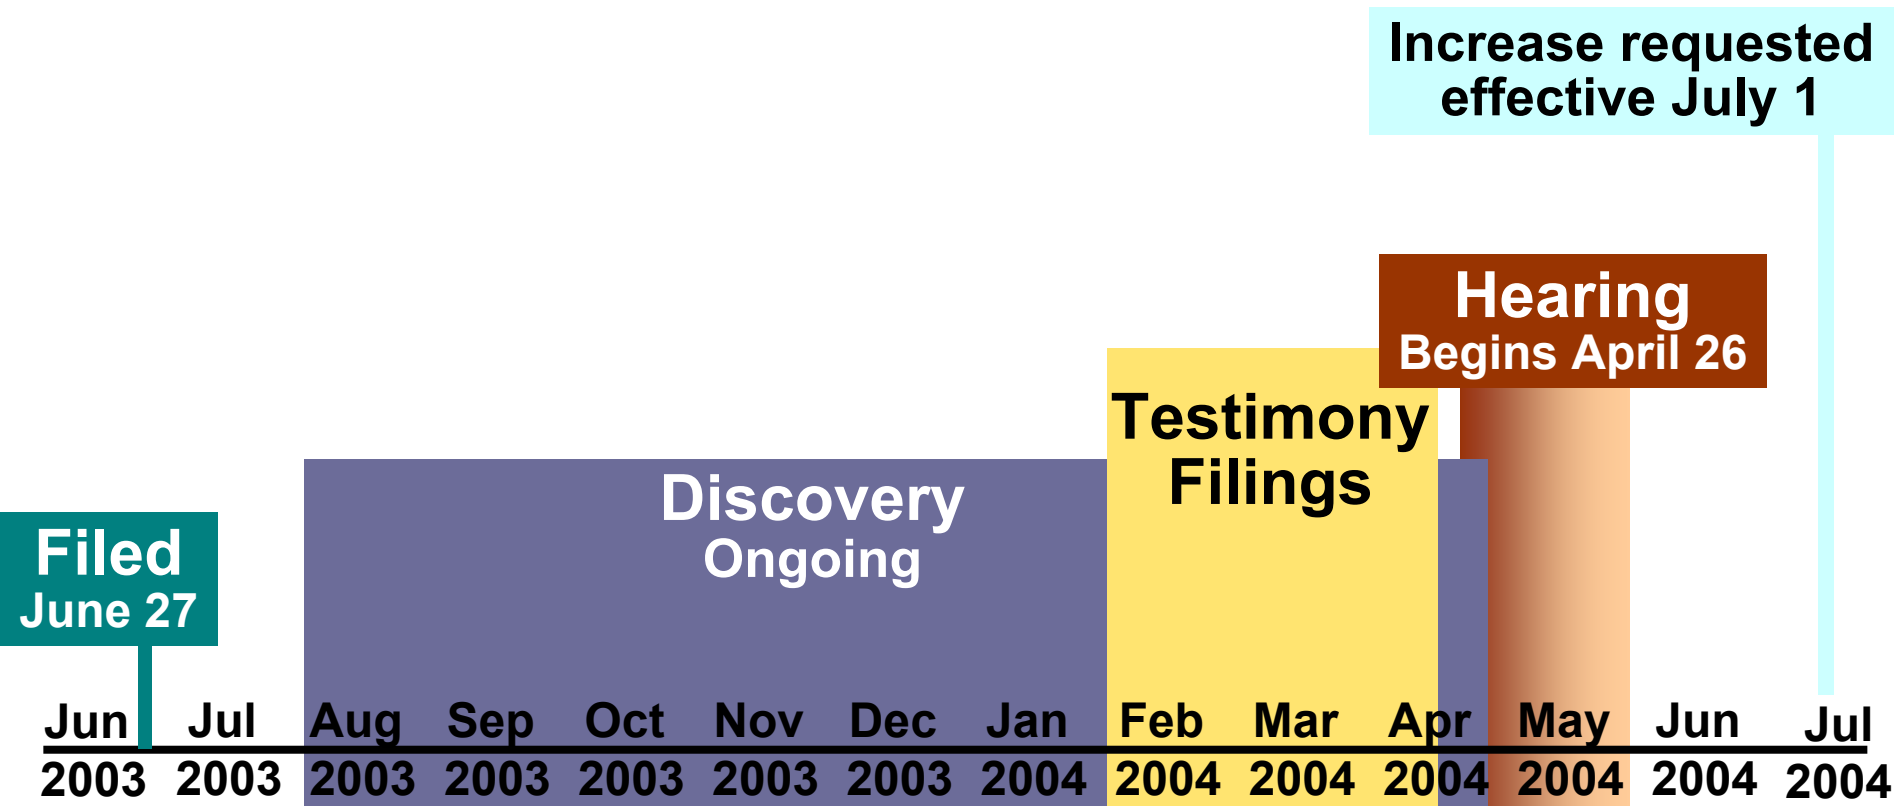 Increase requested
effective July 1
Hearing
Begins April 26
Testimony
Filings
Discovery
Ongoing
Filed
June 27
Jun Jul Aug Sep Oct Nov Dec Jan Feb Mar Apr May Jun Jul
2003 2003 2003 2003 2003 2003 2003 2004 2004 2004 2004 2004 2004 2004